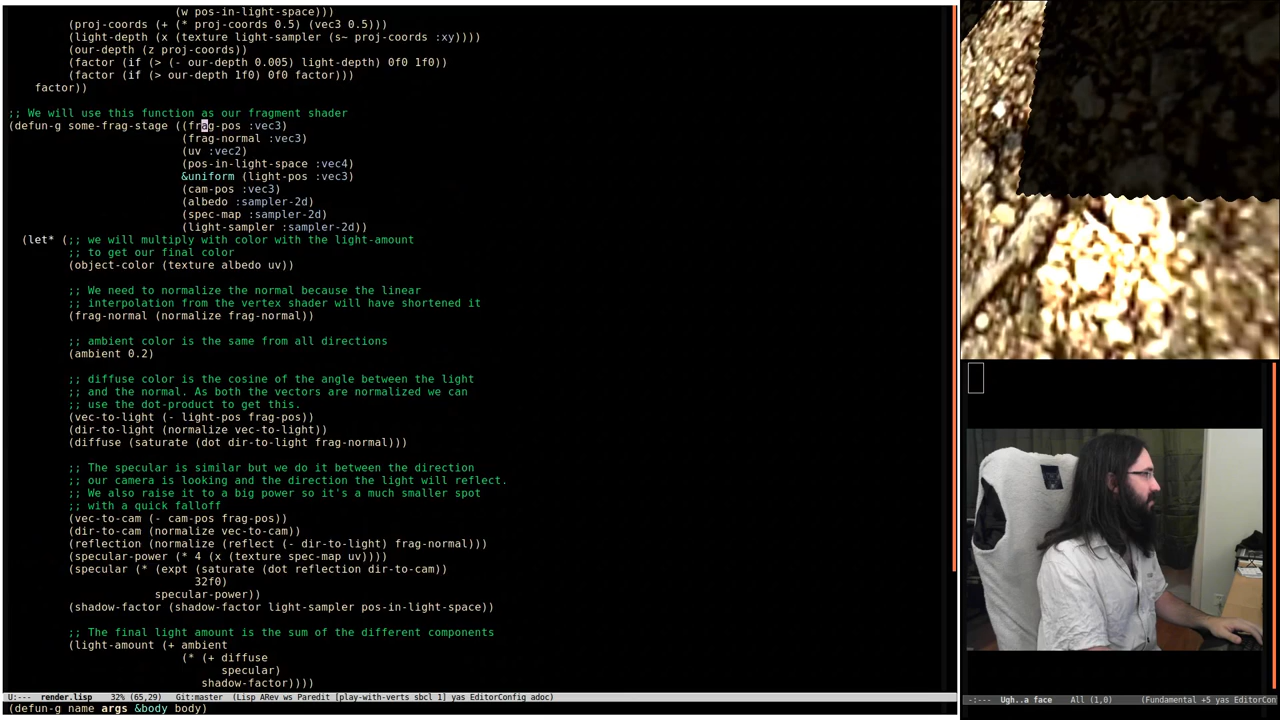 (w pos-in-light-space)))
(proj-coords (+ (* proj-coords 0.5) (vec3 0.5)))
(light-depth (x (texture light-sampler (s~ proj-coords :xy))))
(our-depth (z proj-coords))
(factor (if (> (- our-depth 0.005) light-depth) 0f0 1f0))
(factor (if (> our-depth 1f0) 0f0 factor)))
factor))
;; We will use this function as our fragment shader
(defun-g some-frag-stage ((frag-pos :vec3)
(frag-normal :vec3)
(uv :vec2)
(pos-in-light-space :vec4)
&uniform (light-pos :vec3)
(cam-pos :vec3)
(albedo :sampler-2d)
(spec-map :sampler-2d)
(light-sampler :sampler-2d))
(let* (;; we will multiply with color with the light-amount
;; to get our final color
(object-color (texture albedo uv))
;; We need to normalize the normal because the linear
;; interpolation from the vertex shader will have shortened it
(frag-normal (normalize frag-normal))
;; ambient color is the same from all directions
(ambient 0.2)
;; diffuse color is the cosine of the angle between the light
;; and the normal. As both the vectors are normalized we can
;; use the dot-product to get this.
(vec-to-light (- light-pos frag-pos))
(dir-to-light (normalize vec-to-light))
(diffuse (saturate (dot dir-to-light frag-normal)))
;; The specular is similar but we do it between the direction
;; our camera is looking and the direction the light will reflect.
;; We also raise it to a big power so it's a much smaller spot
;; with a quick falloff
(vec-to-cam (- cam-pos frag-pos))
(dir-to-cam (normalize vec-to-cam))
(reflection (normalize (reflect (- dir-to-light) frag-normal)))
(specular-power (* 4 (x (texture spec-map uv))))
(specular (* (expt (saturate (dot reflection dir-to-cam))
32f0)
specular-power))
(shadow-factor (shadow-factor light-sampler pos-in-light-space))
;; The final light amount is the sum of the different components
(light-amount (+ ambient
(* (+ diffuse
specular)
shadow-factor))))
U:--- render.lisp 32% (65,29) Git:master (Lisp ARev ws Paredit [play-with-verts sbcl 1] yas EditorConfig adoc)
(defun-g name args &body body)
-:--- Ugh..a face All (1,0) (Fundamental +5 yas EditorCon